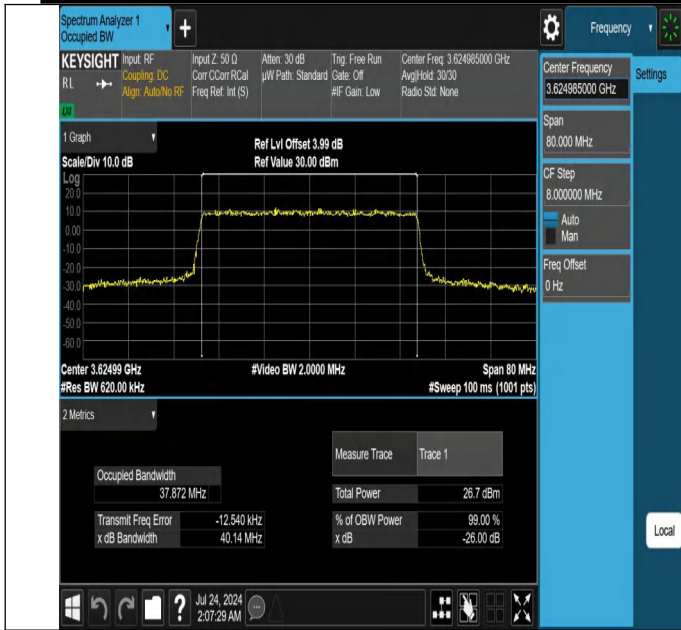 Spectrum Analyzer 1
Occupied BW
+
Frequency
KEYSIGHT
RL
LXI
Input: RF
Coupling: DC
Align: Auto/No RF
Input Z: 50 Ω
Corr CCorr RCal
Freq Ref: Int (S)
Atten: 30 dB
µW Path: Standard
Trig: Free Run
Gate: Off
#IF Gain: Low
Center Freq: 3.624985000 GHz
Avg|Hold: 30/30
Radio Std: None
Center Frequency
3.624985000 GHz
Settings
Span
80.000 MHz
CF Step
8.000000 MHz
Auto
Man
Freq Offset
0 Hz
1 Graph
Scale/Div 10.0 dB
Ref Lvl Offset 3.99 dB
Ref Value 30.00 dBm
Log
20.0
10.0
0.00
-10.0
-20.0
-30.0
-40.0
-50.0
-60.0
Center 3.62499 GHz
#Video BW 2.0000 MHz
Span 80 MHz
#Res BW 620.00 kHz
#Sweep 100 ms (1001 pts)
2 Metrics
Measure Trace Trace 1
Occupied Bandwidth
37.872 MHz
Total Power 26.7 dBm
Transmit Freq Error -12.540 kHz
% of OBW Power 99.00 %
x dB Bandwidth 40.14 MHz
x dB -26.00 dB
Local
?
Jul 24, 2024
2:07:29 AM